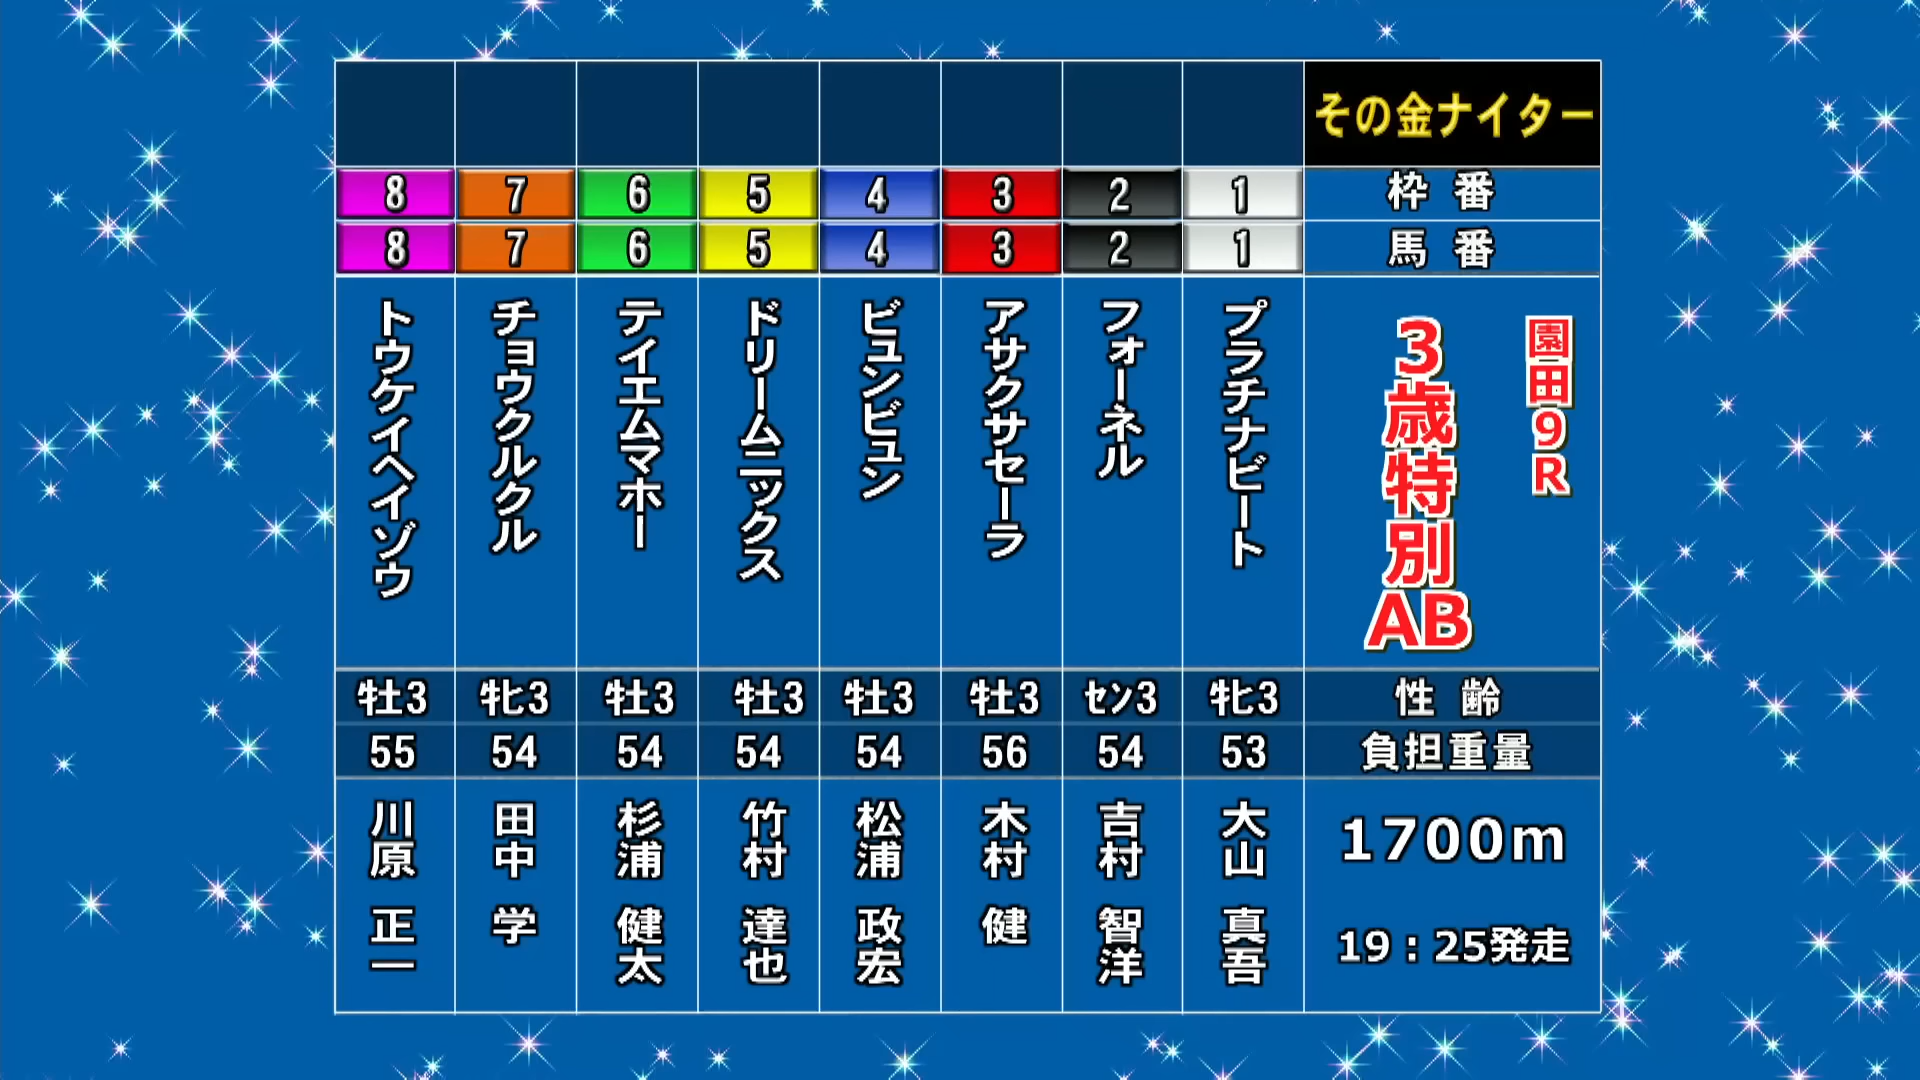 その金ナイター
園田9R
3歳特別AB
枠番
馬番
性齢
負担重量
1700m
19：25発走
1
1
プラチナビート
牝3
53
大山 真吾
2
2
フォーネル
セン3
54
吉村 智洋
3
3
アサクサセーラ
牡3
56
木村 健
4
4
ビュンビュン
牡3
54
松浦 政宏
5
5
ドリームニックス
牡3
54
竹村 達也
6
6
テイエムマホー
牡3
54
杉浦 健太
7
7
チョウクルクル
牝3
54
田中 学
8
8
トウケイヘイゾウ
牡3
55
川原 正一